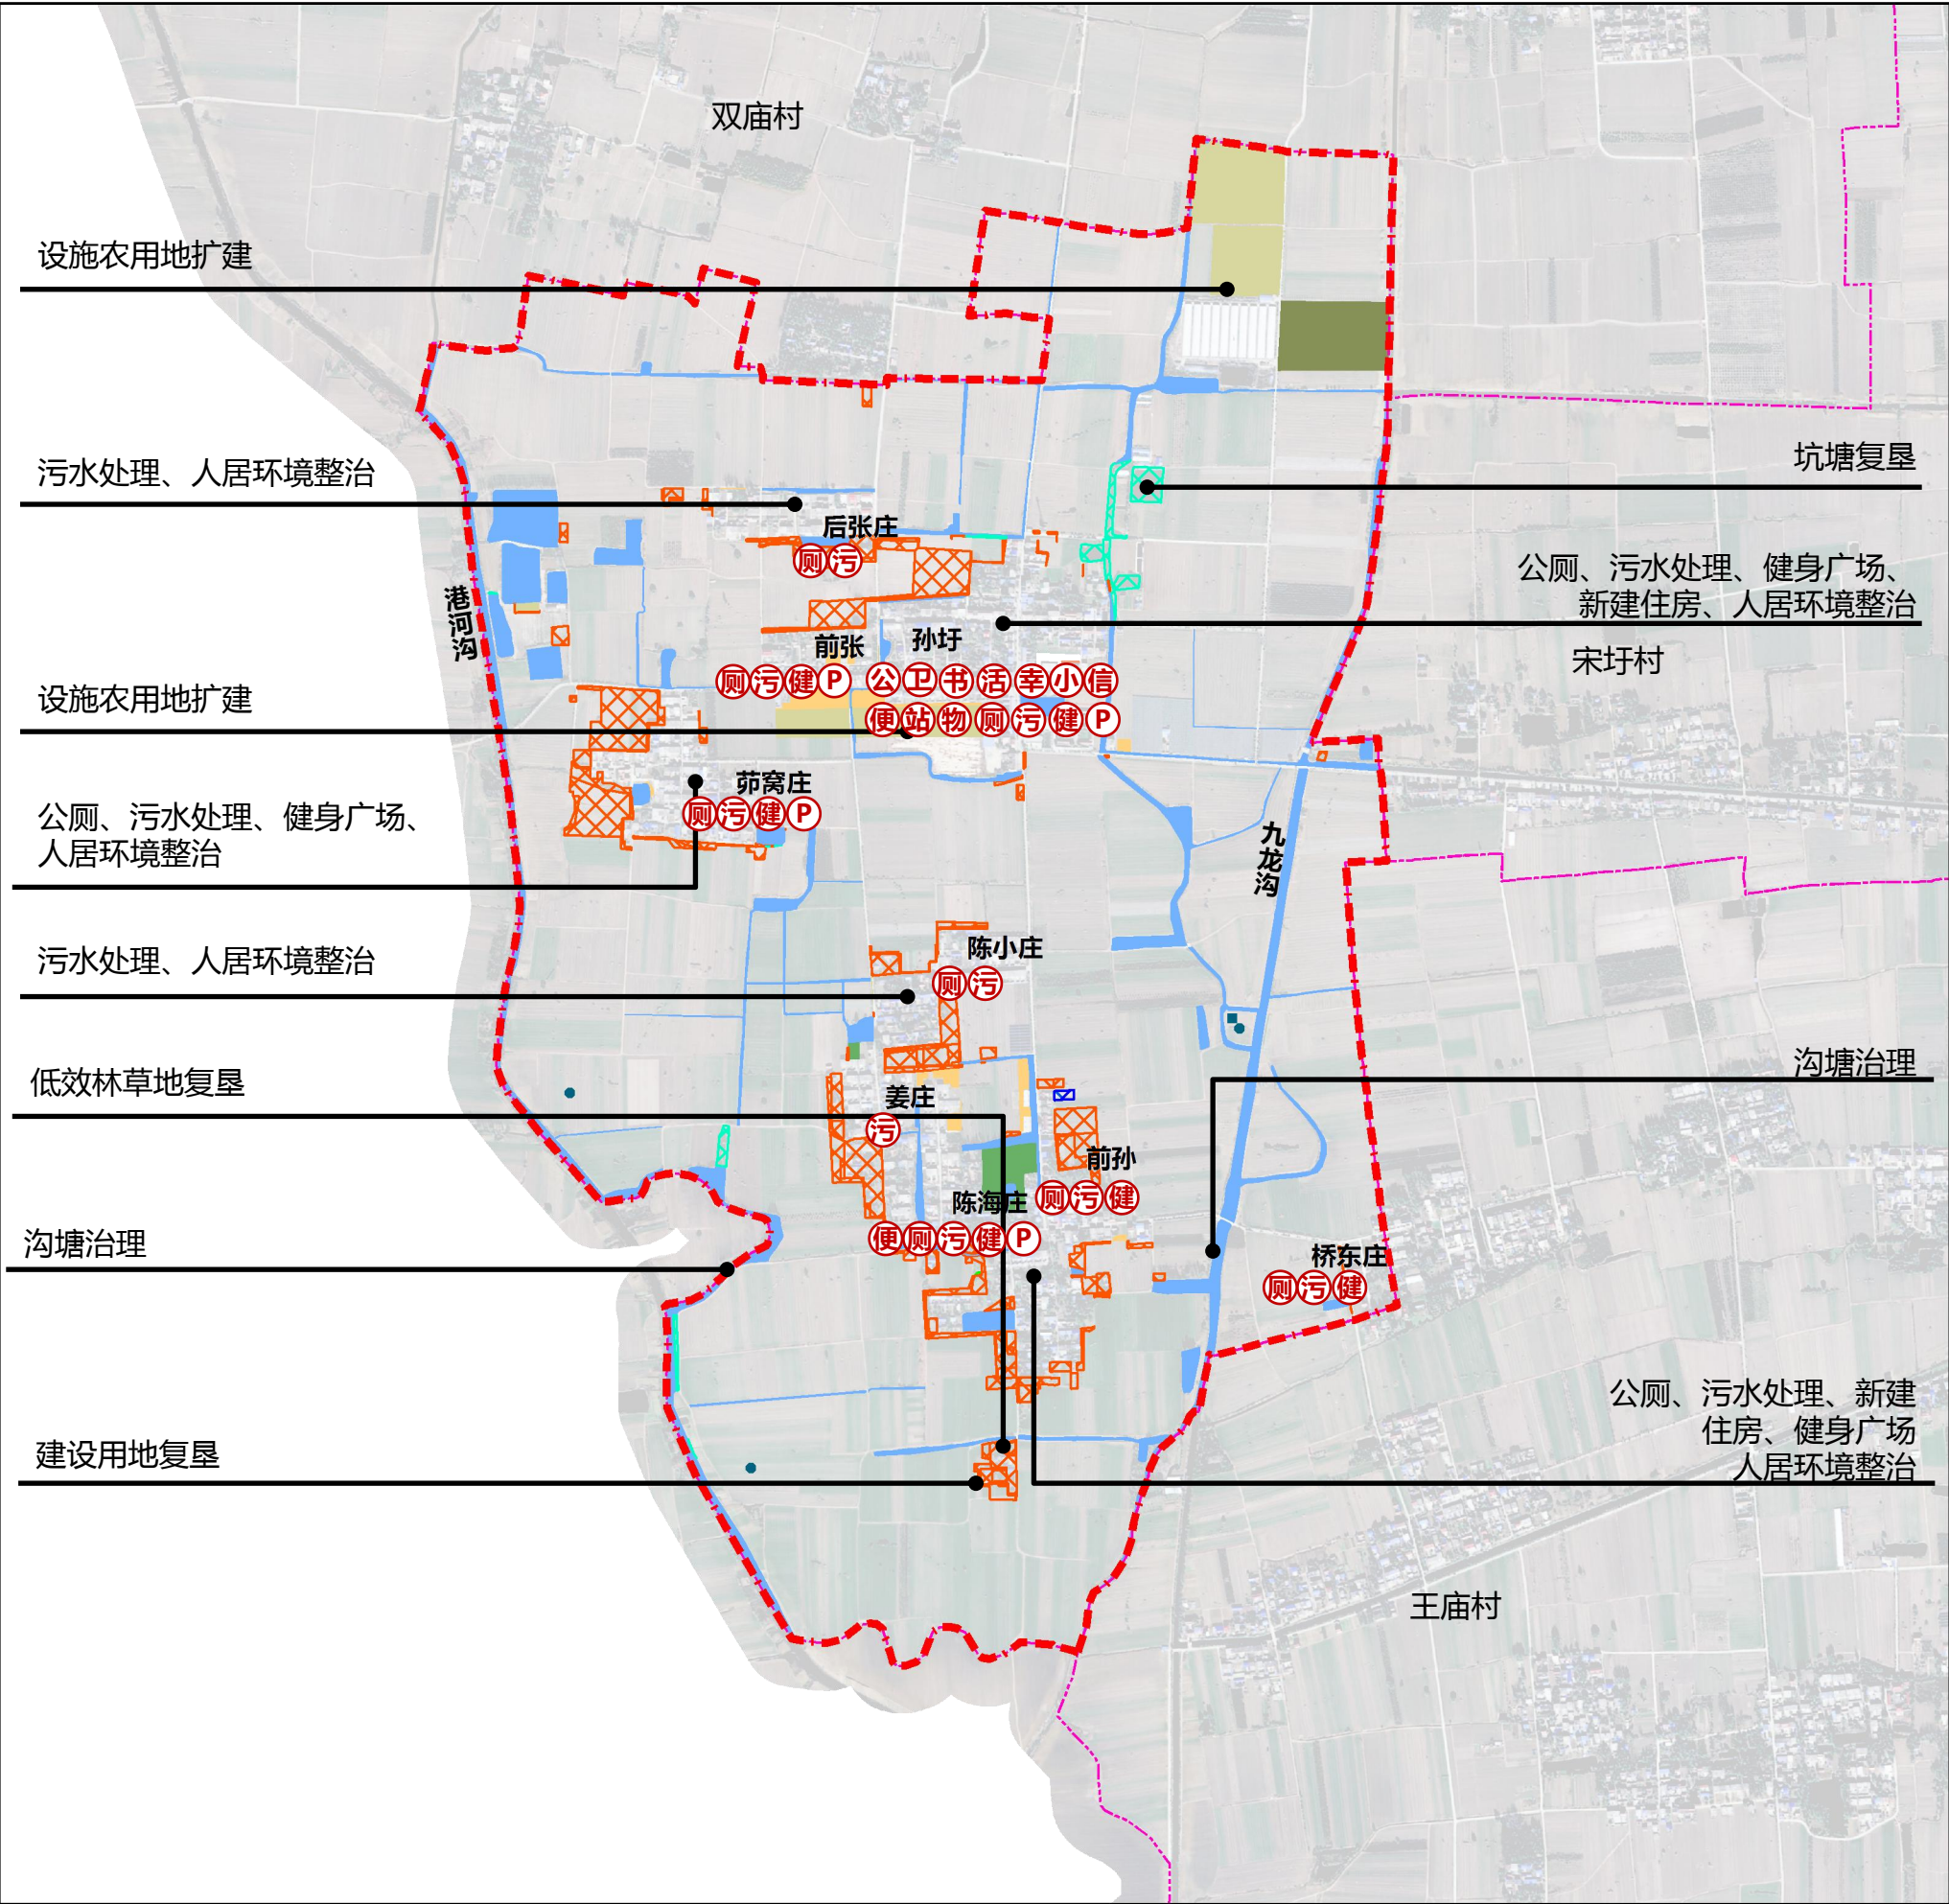 双庙村
设施农用地扩建
污水处理、人居环境整治
坑塘复垦
后张庄
厕污
公厕、污水处理、健身广场、
新建住房、人居环境整治
港河沟
前张
孙圩
宋圩村
厕污健P
公卫书活幸小信
设施农用地扩建
便站物厕污健P
茆窝庄
厕污健P
公厕、污水处理、健身广场、
人居环境整治
九龙沟
陈小庄
污水处理、人居环境整治
厕污
沟塘治理
低效林草地复垦
姜庄
污
前孙
厕污健
陈海庄
便厕污健P
沟塘治理
桥东庄
厕污健
公厕、污水处理、新建
住房、健身广场
人居环境整治
建设用地复垦
王庙村